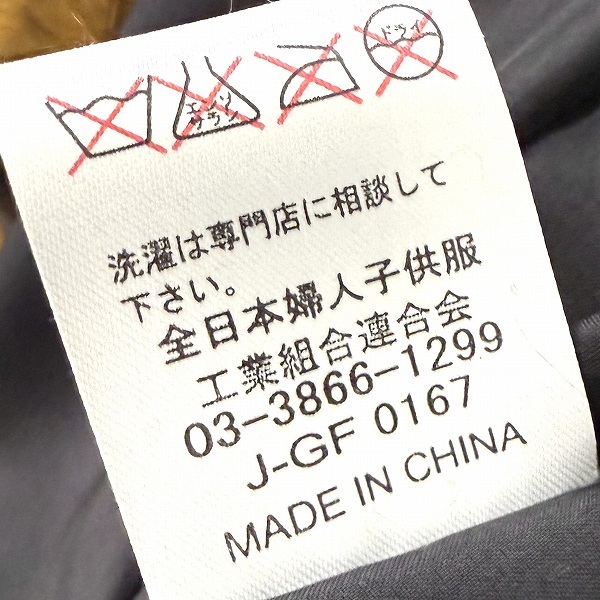 エンソ
サラシ
ドライ
洗濯は専門店に相談して
下さい。
全日本婦人子供服
工業組合連合会
03-3866-1299
J-GF 0167
MADE IN CHINA